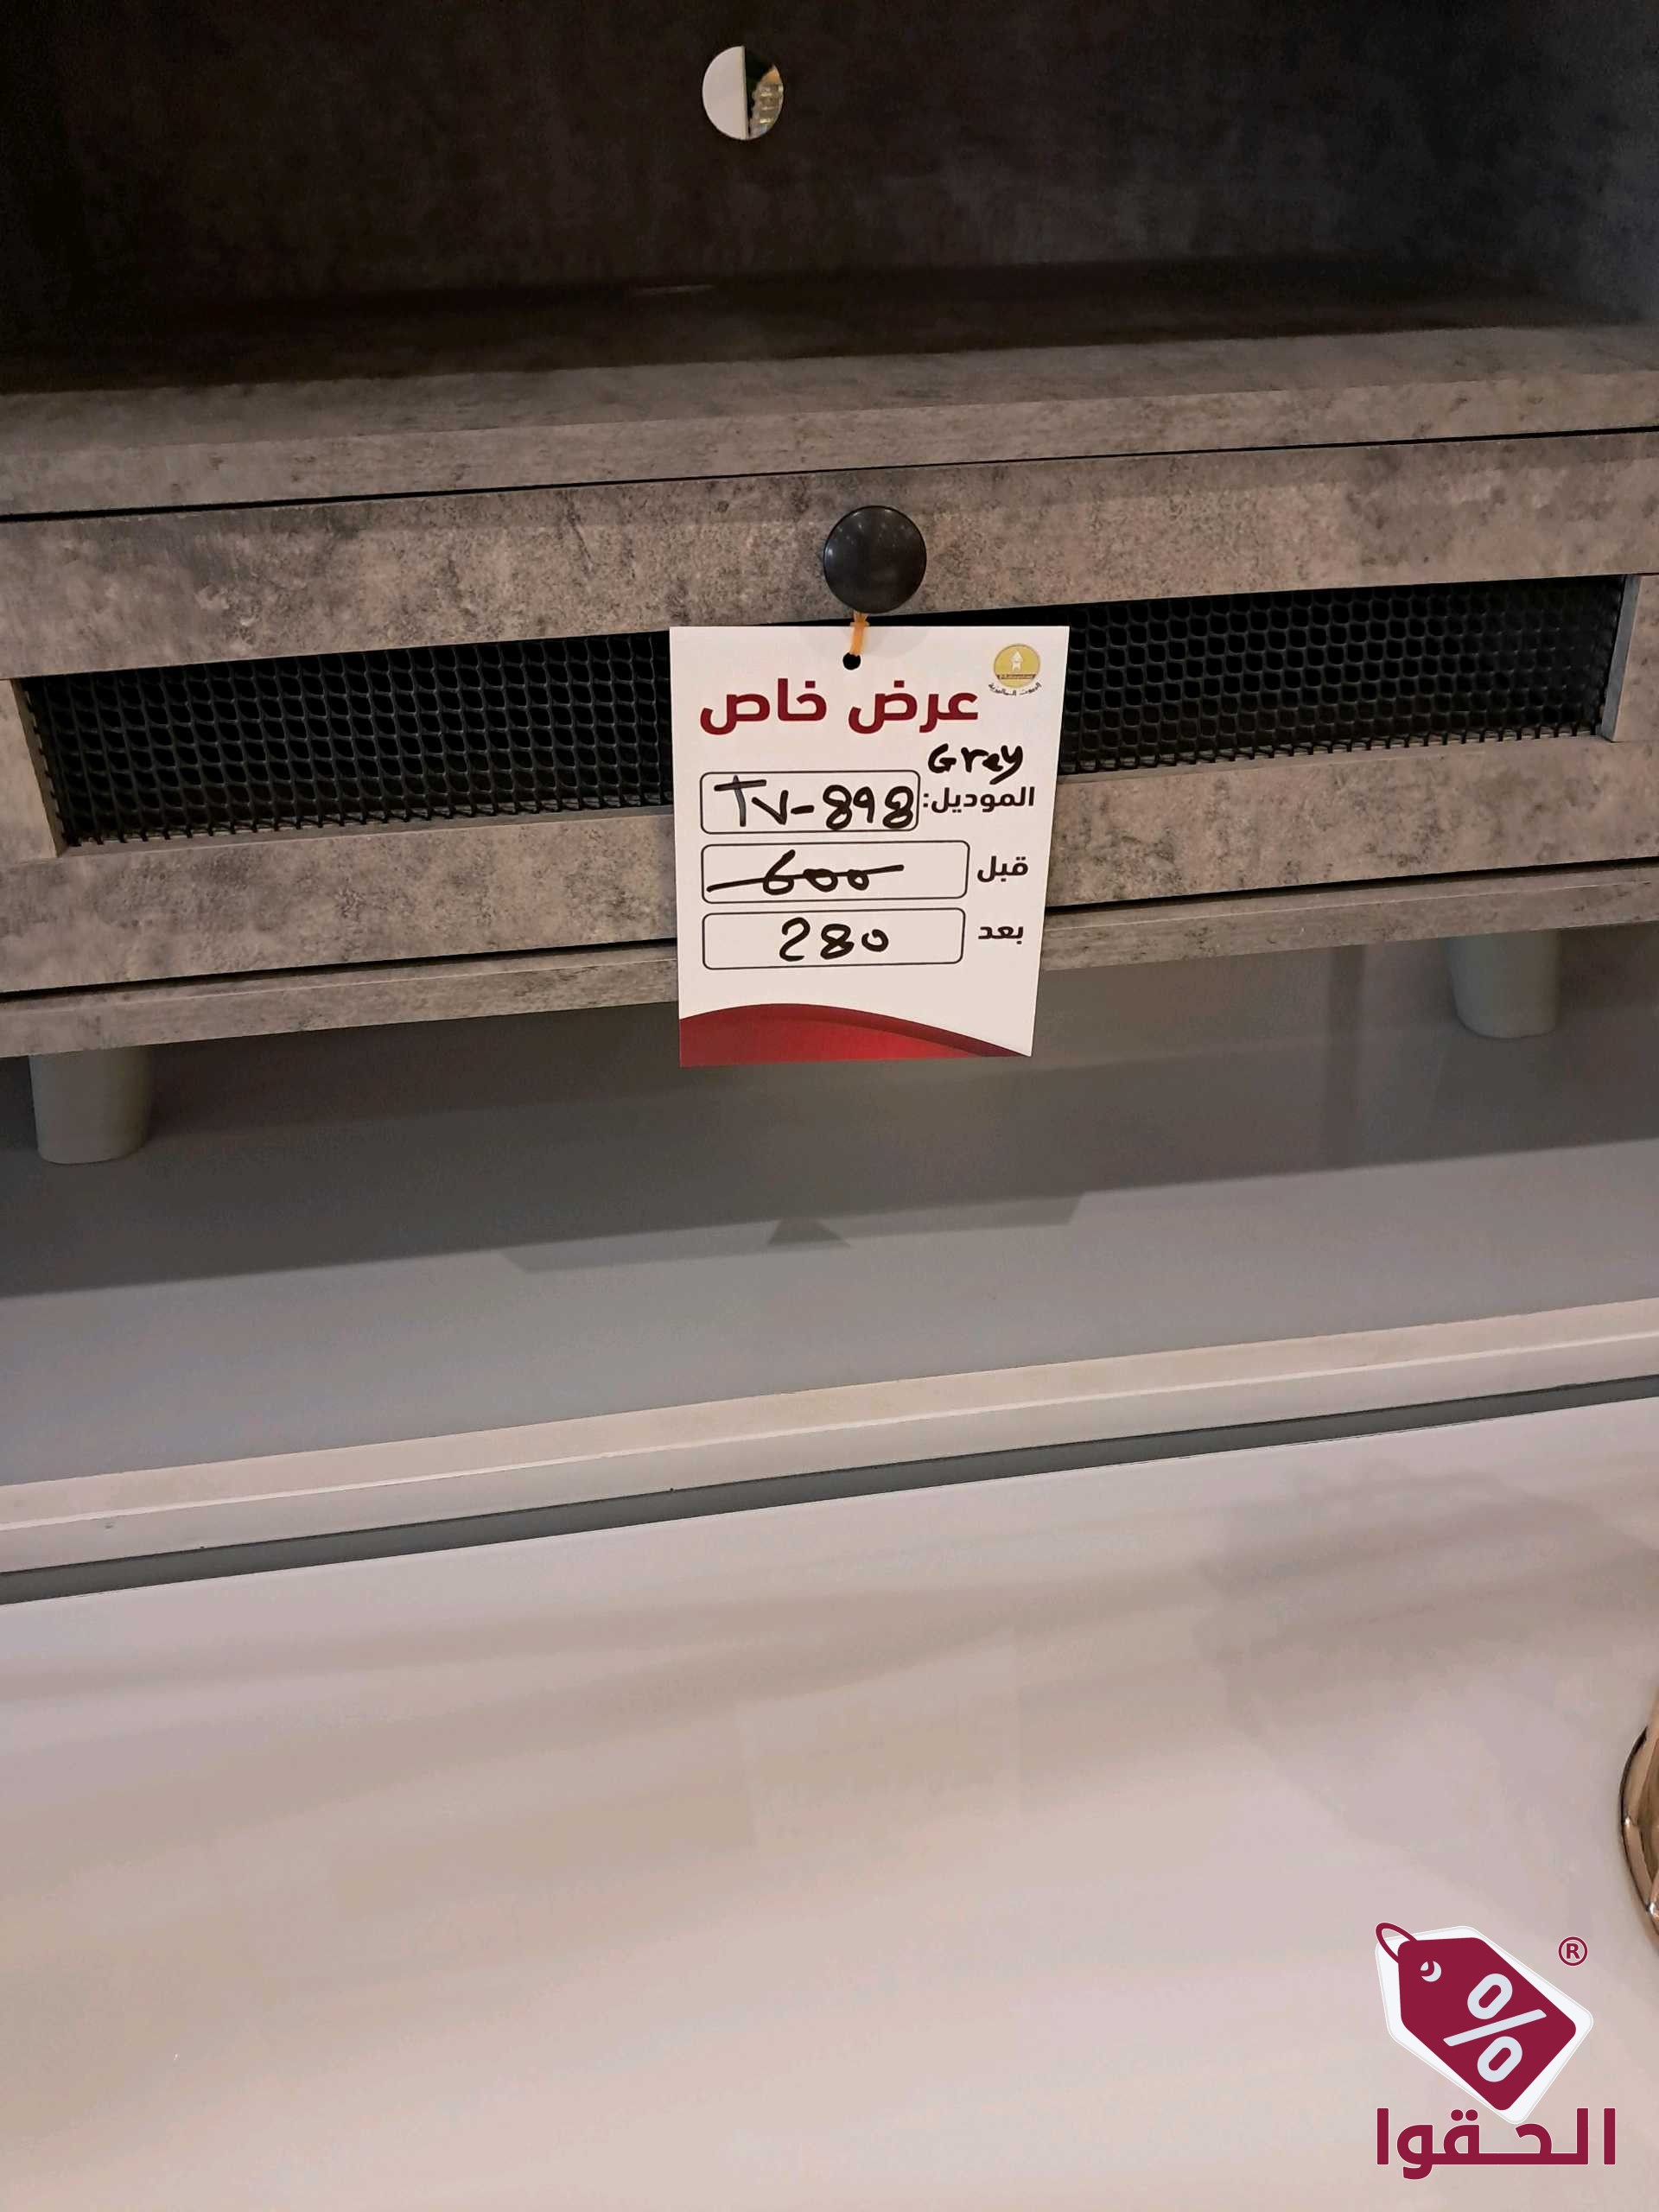 عرض خاص
Grey
الموديل: TV-898
قبل 600
بعد 280
®
%
الحقوا